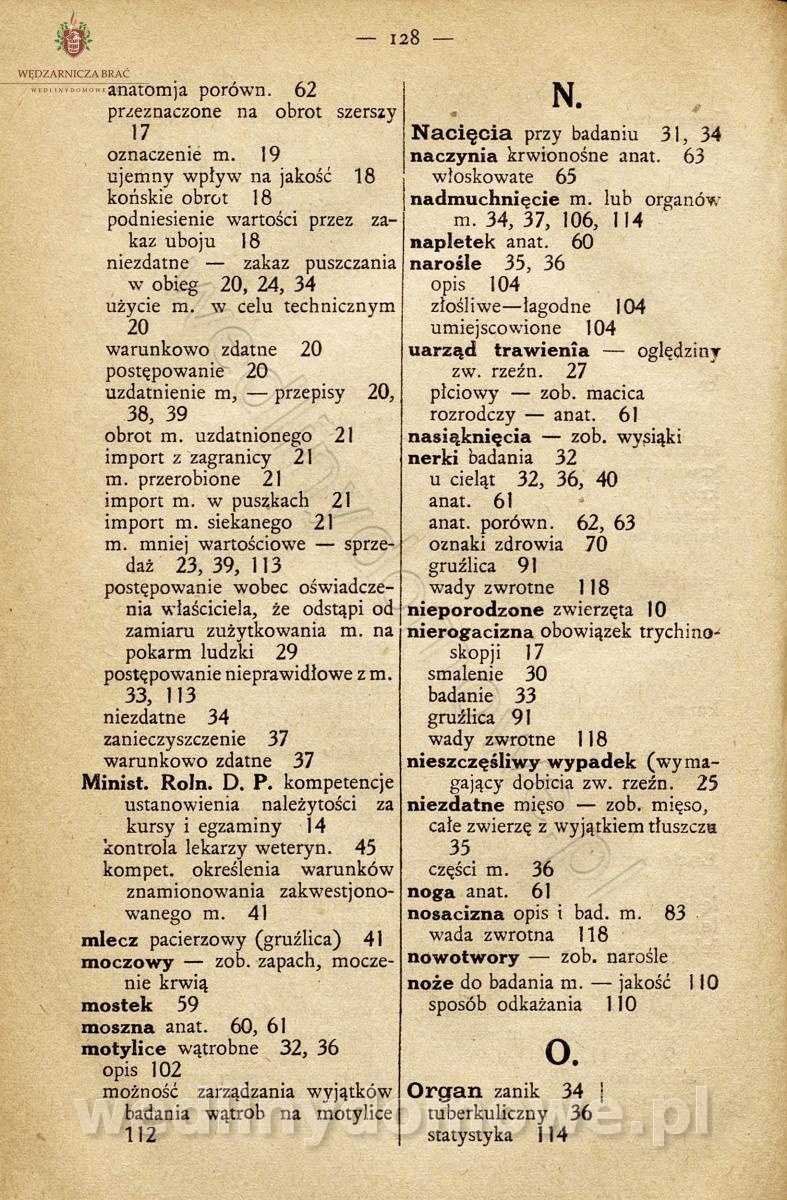 — 128 —
WĘDZARNICZA BRAĆ
WEDLINYDOMOWE
anatomja porówn. 62
przeznaczone na obrot szerszy
17
oznaczenie m. 19
ujemny wpływ na jakość 18
końskie obrot 18
podniesienie wartości przez za-
kaz uboju 18
niezdatne — zakaz puszczania
w obieg 20, 24, 34
użycie m. w celu technicznym
20
warunkowo zdatne 20
postępowanie 20
uzdatnienie m, — przepisy 20,
38, 39
obrot m. uzdatnionego 21
import z zagranicy 21
m. przerobione 21
import m. w puszkach 21
import m. siekanego 21
m. mniej wartościowe — sprze-
daż 23, 39, 113
postępowanie wobec oświadcze-
nia właściciela, że odstąpi od
zamiaru zużytkowania m. na
pokarm ludzki 29
postępowanie nieprawidłowe z m.
33, 113
niezdatne 34
zanieczyszczenie 37
warunkowo zdatne 37
Minist. Roln. D. P. kompetencje
ustanowienia należytości za
kursy i egzaminy 14
kontrola lekarzy weteryn. 45
kompet. określenia warunków
znamionowania zakwestjono-
wanego m. 41
mlecz pacierzowy (gruźlica) 41
moczowy — zob. zapach, mocze-
nie krwią
mostek 59
moszna anat. 60, 61
motylice wątrobne 32, 36
opis 102
możność zarządzania wyjątków
badania wątrob na motylice
112
N.
Nacięcia przy badaniu 31, 34
naczynia krwionośne anat. 63
włoskowate 65
nadmuchnięcie m. lub organów
m. 34, 37, 106, 114
napletek anat. 60
narośle 35, 36
opis 104
złośliwe—łagodne 104
umiejscowione 104
uarząd trawienia — oględziny
zw. rzeźn. 27
płciowy — zob. macica
rozrodczy — anat. 61
nasiąknięcia — zob. wysiąki
nerki badania 32
u cieląt 32, 36, 40
anat. 61
anat. porówn. 62, 63
oznaki zdrowia 70
gruźlica 91
wady zwrotne 118
nieporodzone zwierzęta 10
nierogacizna obowiązek trychino-
skopji 17
smalenie 30
badanie 33
gruźlica 91
wady zwrotne 118
nieszczęśliwy wypadek (wyma-
gający dobicia zw. rzeźn. 25
niezdatne mięso — zob. mięso,
całe zwierzę z wyjątkiem tłuszczu
35
części m. 36
noga anat. 61
nosacizna opis i bad. m. 83
wada zwrotna 118
nowotwory — zob. narośle
noże do badania m. — jakość 110
sposób odkażania 110
O.
Organ zanik 34
tuberkuliczny 36
statystyka 114
wedlinydomowe.pl
wedlinydomowe.pl